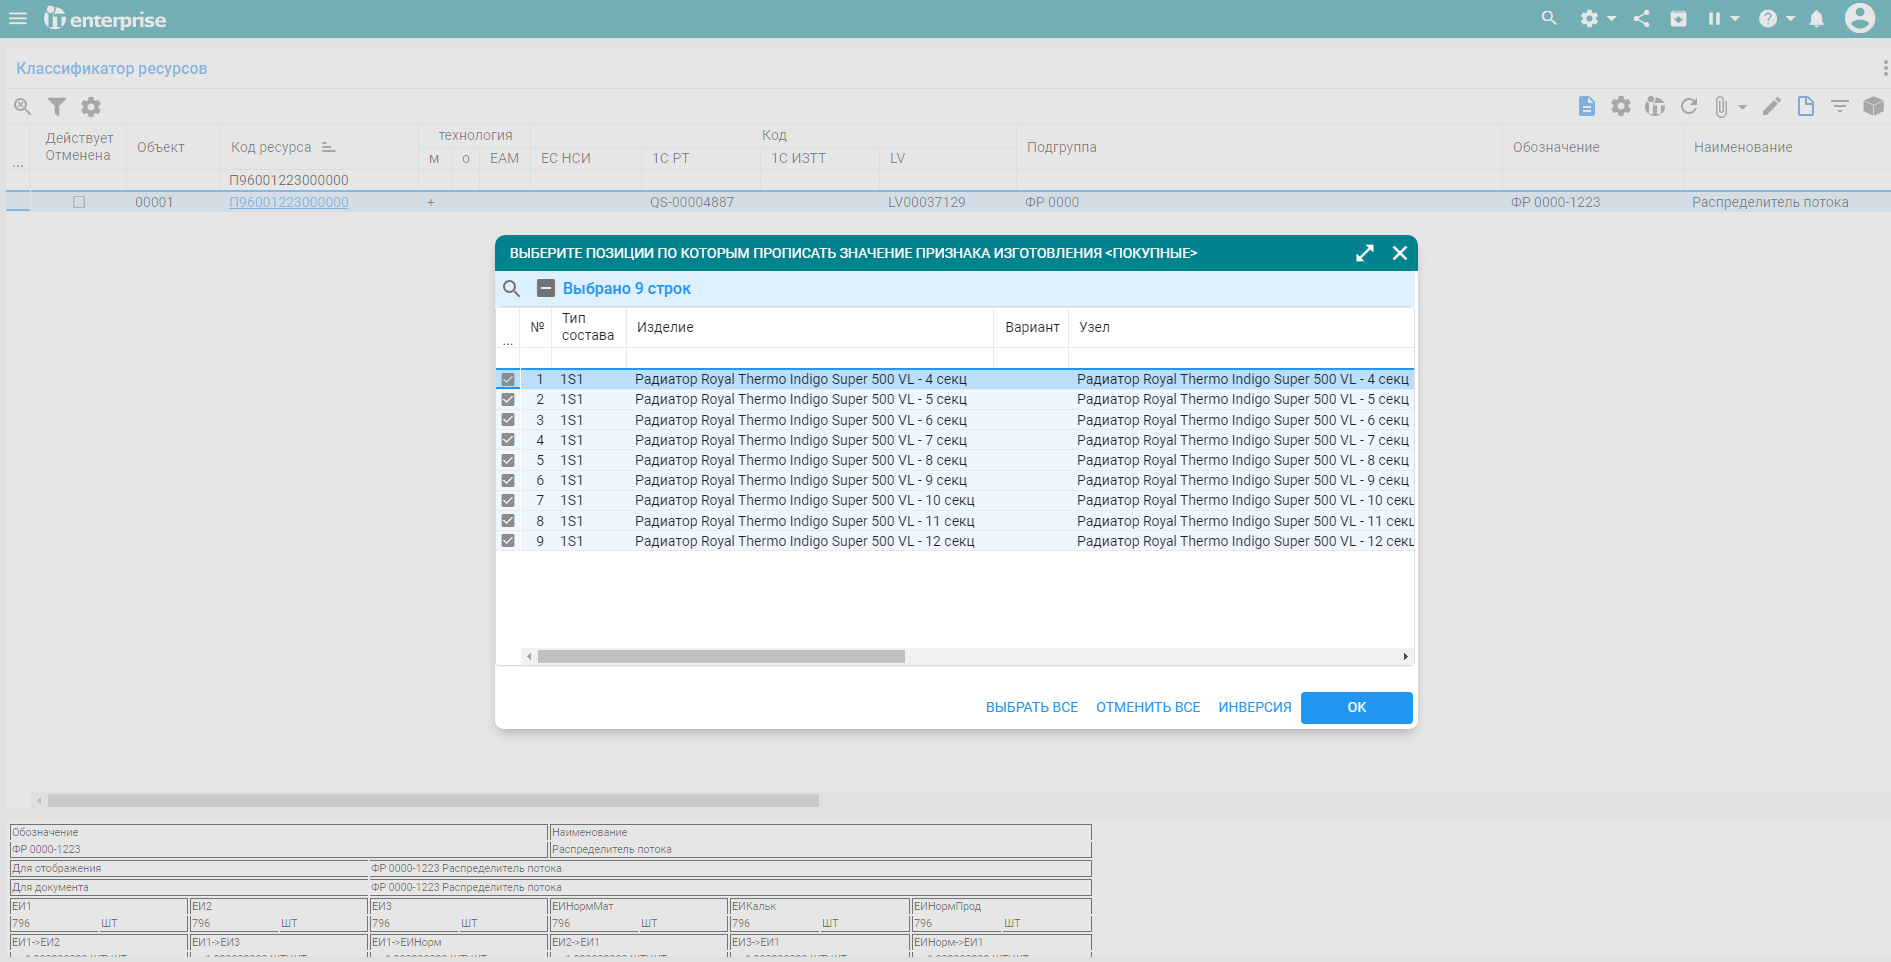 enterprise
Классификатор ресурсов
Действует Отменена Объект Код ресурса технология Код Подгруппа Обозначение Наименование
... м о ЕАМ ЕС НСИ 1С РТ 1С ИЗТТ LV
П96001223000000
00001 П96001223000000 + QS-00004887 LV00037129 ФР 0000 ФР 0000-1223 Распределитель потока
ВЫБЕРИТЕ ПОЗИЦИИ ПО КОТОРЫМ ПРОПИСАТЬ ЗНАЧЕНИЕ ПРИЗНАКА ИЗГОТОВЛЕНИЯ <ПОКУПНЫЕ>
Выбрано 9 строк
... № Тип состава Изделие Вариант Узел
1 1S1 Радиатор Royal Thermo Indigo Super 500 VL - 4 секц Радиатор Royal Thermo Indigo Super 500 VL - 4 секц
2 1S1 Радиатор Royal Thermo Indigo Super 500 VL - 5 секц Радиатор Royal Thermo Indigo Super 500 VL - 5 секц
3 1S1 Радиатор Royal Thermo Indigo Super 500 VL - 6 секц Радиатор Royal Thermo Indigo Super 500 VL - 6 секц
4 1S1 Радиатор Royal Thermo Indigo Super 500 VL - 7 секц Радиатор Royal Thermo Indigo Super 500 VL - 7 секц
5 1S1 Радиатор Royal Thermo Indigo Super 500 VL - 8 секц Радиатор Royal Thermo Indigo Super 500 VL - 8 секц
6 1S1 Радиатор Royal Thermo Indigo Super 500 VL - 9 секц Радиатор Royal Thermo Indigo Super 500 VL - 9 секц
7 1S1 Радиатор Royal Thermo Indigo Super 500 VL - 10 секц Радиатор Royal Thermo Indigo Super 500 VL - 10 секц
8 1S1 Радиатор Royal Thermo Indigo Super 500 VL - 11 секц Радиатор Royal Thermo Indigo Super 500 VL - 11 секц
9 1S1 Радиатор Royal Thermo Indigo Super 500 VL - 12 секц Радиатор Royal Thermo Indigo Super 500 VL - 12 секц
ВЫБРАТЬ ВСЕ ОТМЕНИТЬ ВСЕ ИНВЕРСИЯ ОК
Обозначение Наименование
ФР 0000-1223 Распределитель потока
Для отображения ФР 0000-1223 Распределитель потока
Для документа ФР 0000-1223 Распределитель потока
ЕИ1 ЕИ2 ЕИ3 ЕИНормМат ЕИКальк ЕИНормПрод
796 ШТ 796 ШТ 796 ШТ 796 ШТ 796 ШТ 796 ШТ
ЕИ1->ЕИ2 ЕИ1->ЕИ3 ЕИ1->ЕИНорм ЕИ2->ЕИ1 ЕИ3->ЕИ1 ЕИНорм->ЕИ1